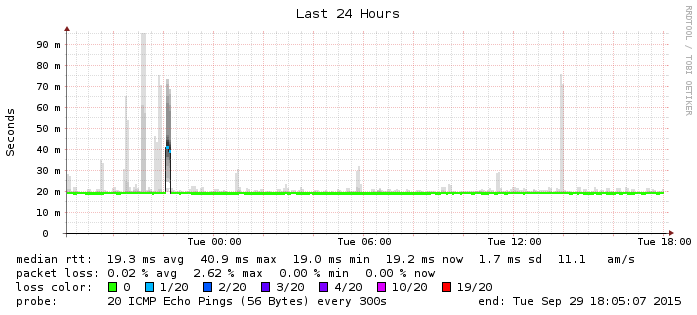 Last 24 Hours
RRDTOOL / TOBI OETIKER
Seconds
90 m
80 m
70 m
60 m
50 m
40 m
30 m
20 m
10 m
0
Tue 00:00 Tue 06:00 Tue 12:00 Tue 18:00
median rtt: 19.3 ms avg 40.9 ms max 19.0 ms min 19.2 ms now 1.7 ms sd 11.1 am/s
packet loss: 0.02 % avg 2.62 % max 0.00 % min 0.00 % now
loss color: 0 1/20 2/20 3/20 4/20 10/20 19/20
probe: 20 ICMP Echo Pings (56 Bytes) every 300s end: Tue Sep 29 18:05:07 2015